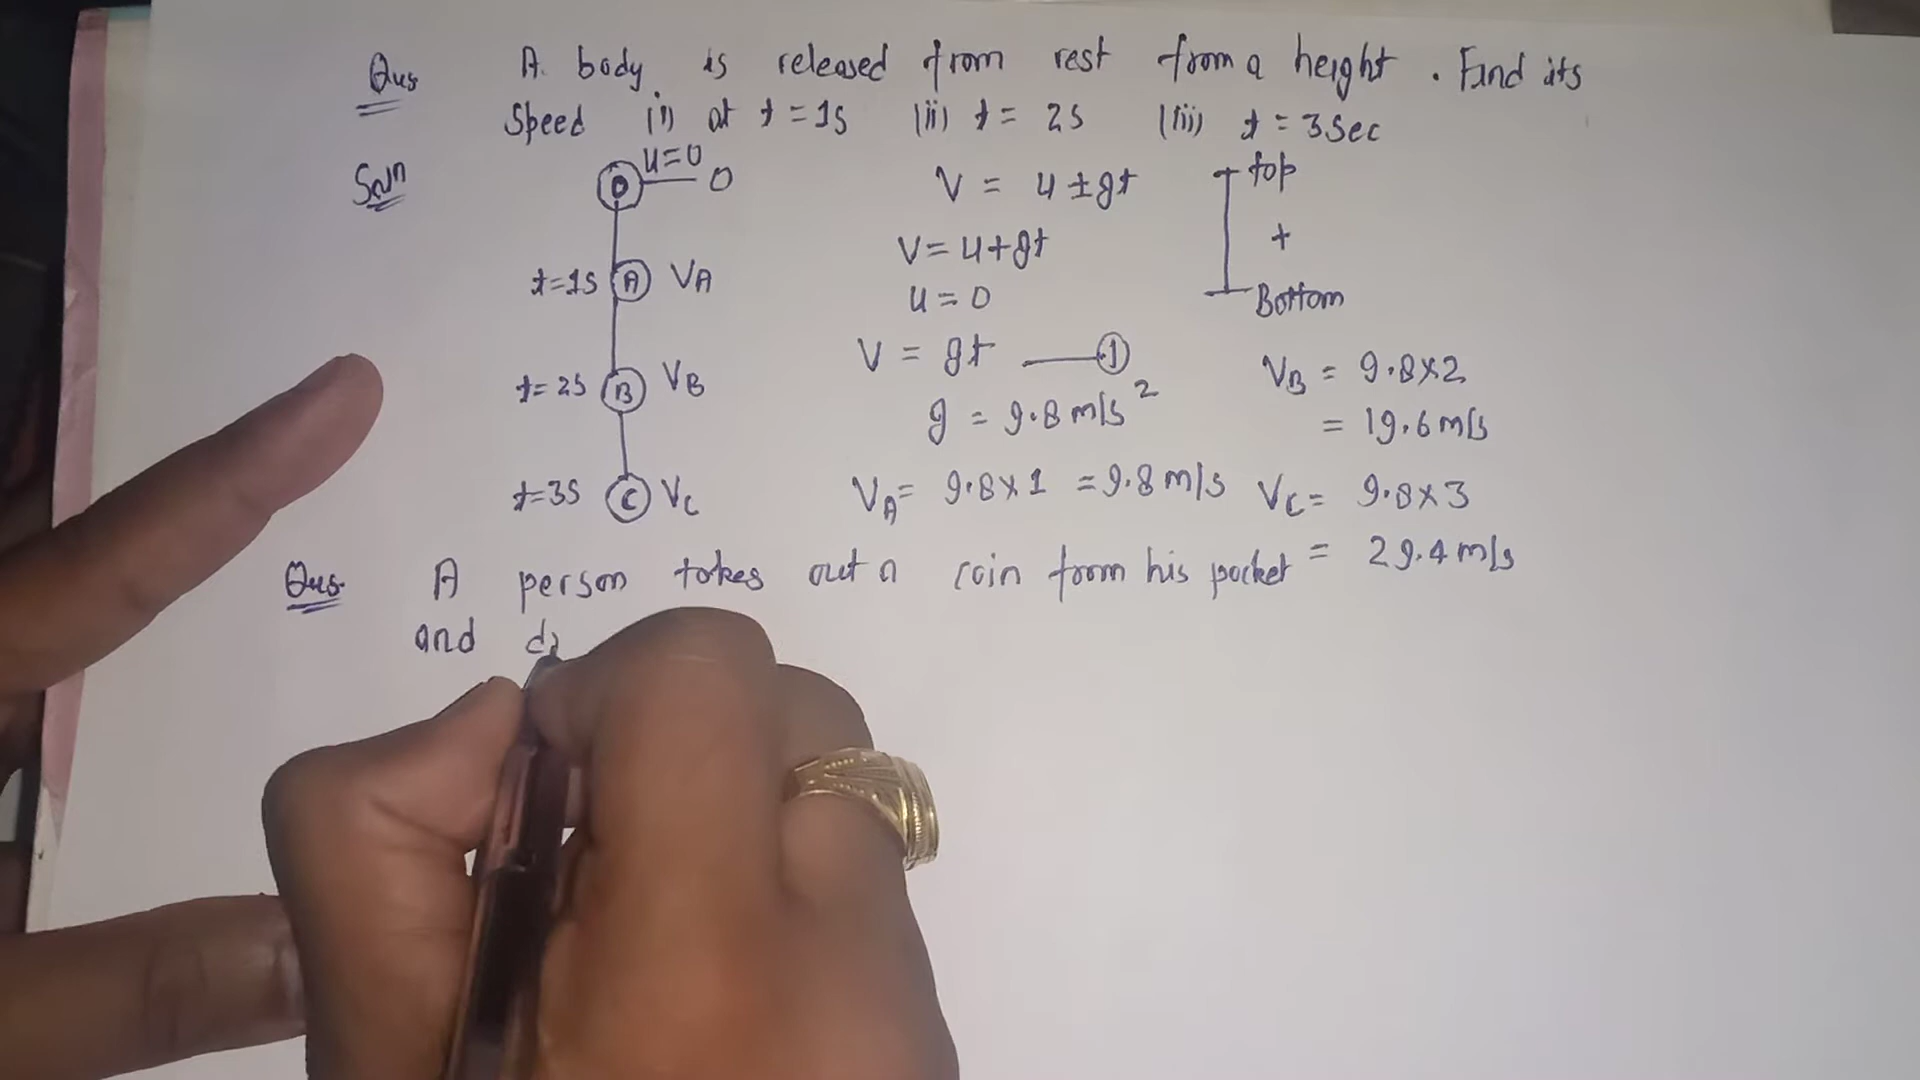 Qus A body is released from rest from a height. Find its
Speed (i) at t = 1s (ii) t = 2s (iii) t = 3sec
Soln
u=0
O
t=1s A VA
t=2s B VB
t=3s C VC
V = u ± gt
V = u+gt
u = 0
V = gt —— ①
g = 9.8 m/s²
VA = 9.8×1 = 9.8 m/s
top
+
Bottom
VB = 9.8×2
= 19.6 m/s
VC = 9.8×3
= 29.4 m/s
Qus. A person takes out a coin from his pocket
and